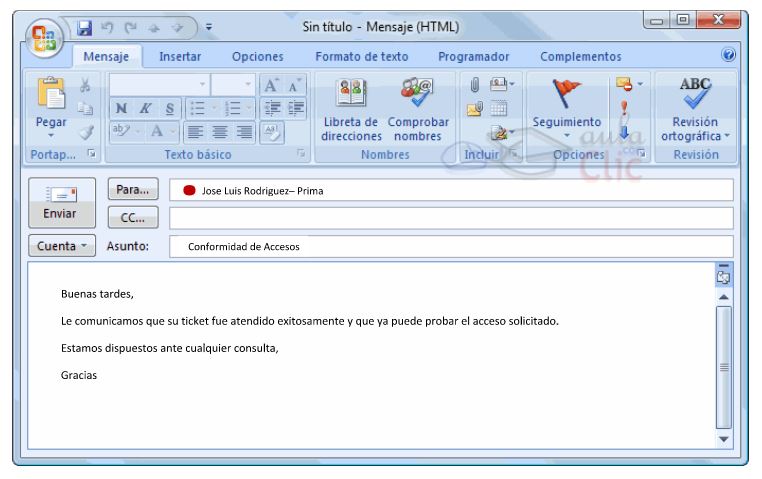 Sin título - Mensaje (HTML)
Mensaje Insertar Opciones Formato de texto Programador Complementos
Pegar
Portap...
N K S
ab A
A A
Texto básico
Libreta de direcciones
Comprobar nombres
Nombres
Incluir
Seguimiento
Opciones
ABC
Revisión ortográfica
Revisión
aula
.com
Clic
Enviar
Para... Jose Luis Rodriguez– Prima
CC...
Cuenta Asunto: Conformidad de Accesos
Buenas tardes,
Le comunicamos que su ticket fue atendido exitosamente y que ya puede probar el acceso solicitado.
Estamos dispuestos ante cualquier consulta,
Gracias